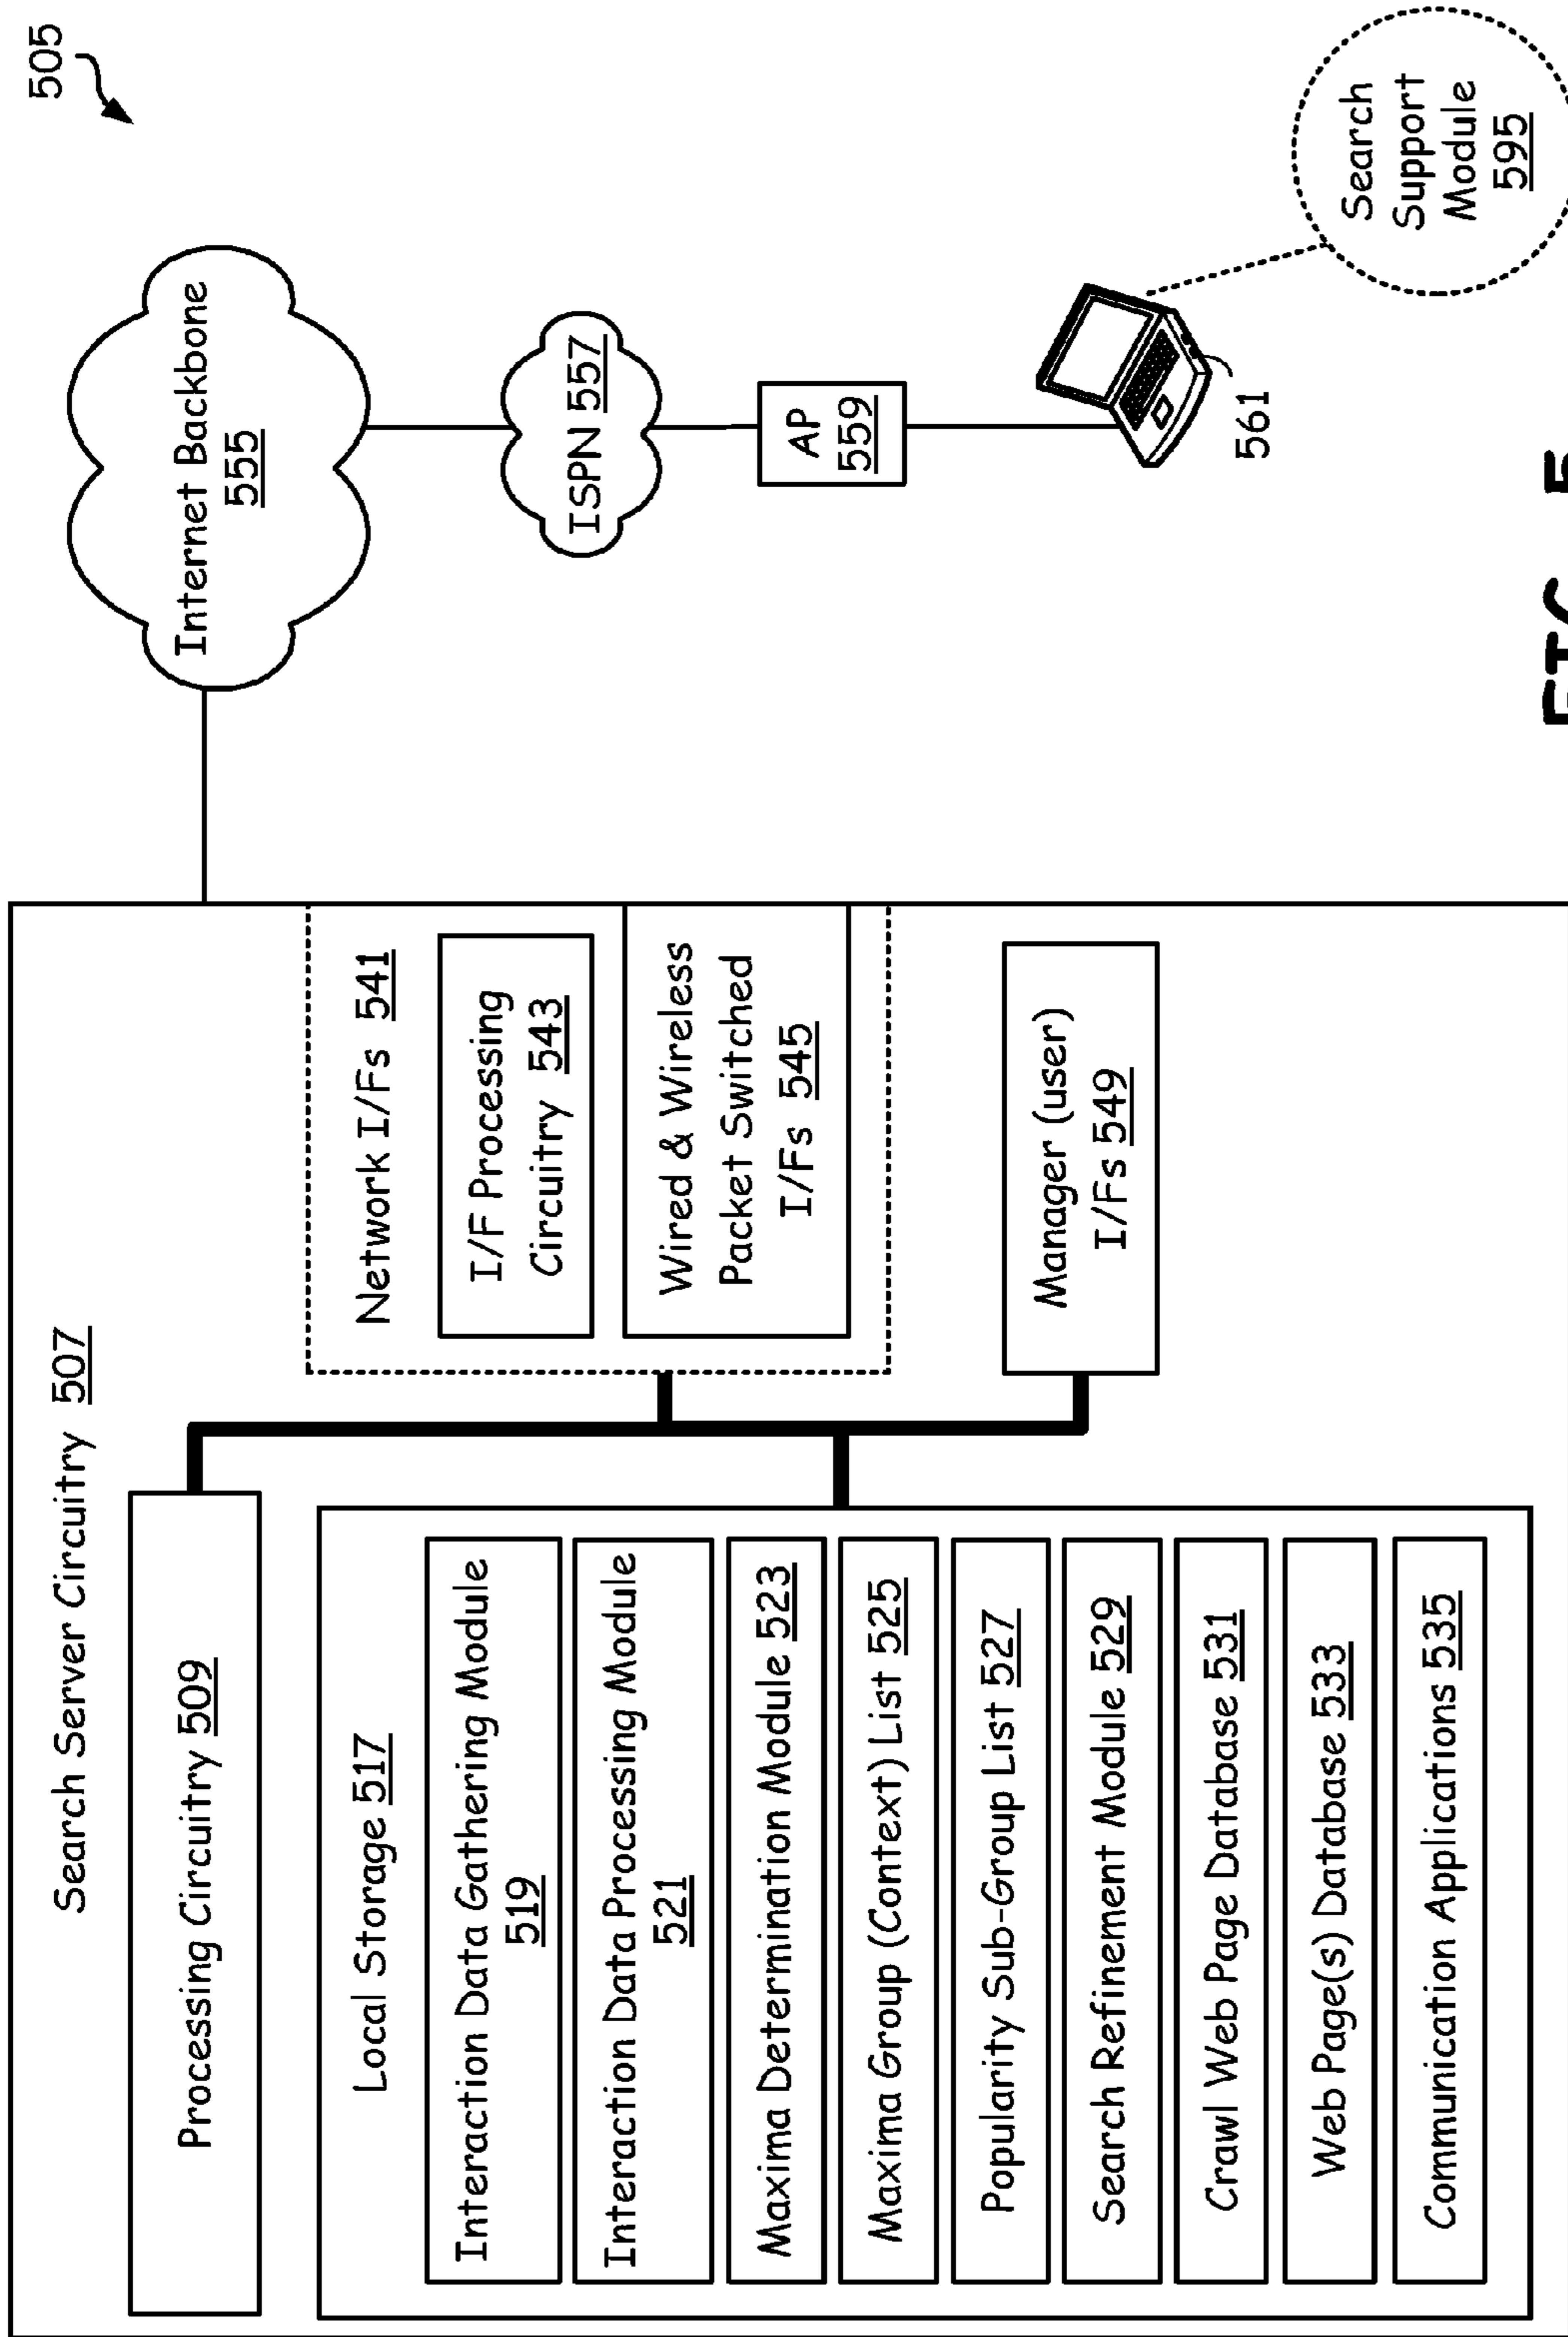 505
Search Server Circuitry 507
Processing Circuitry 509
Local Storage 517
Interaction Data Gathering Module
519
Interaction Data Processing Module
521
Maxima Determination Module 523
Maxima Group (Context) List 525
Popularity Sub-Group List 527
Search Refinement Module 529
Crawl Web Page Database 531
Web Page(s) Database 533
Communication Applications 535
Network I/Fs 541
I/F Processing
Circuitry 543
Wired & Wireless
Packet Switched
I/Fs 545
Manager (user)
I/Fs 549
Internet Backbone
555
ISPN 557
AP
559
561
Search
Support
Module
595
FIG. 5